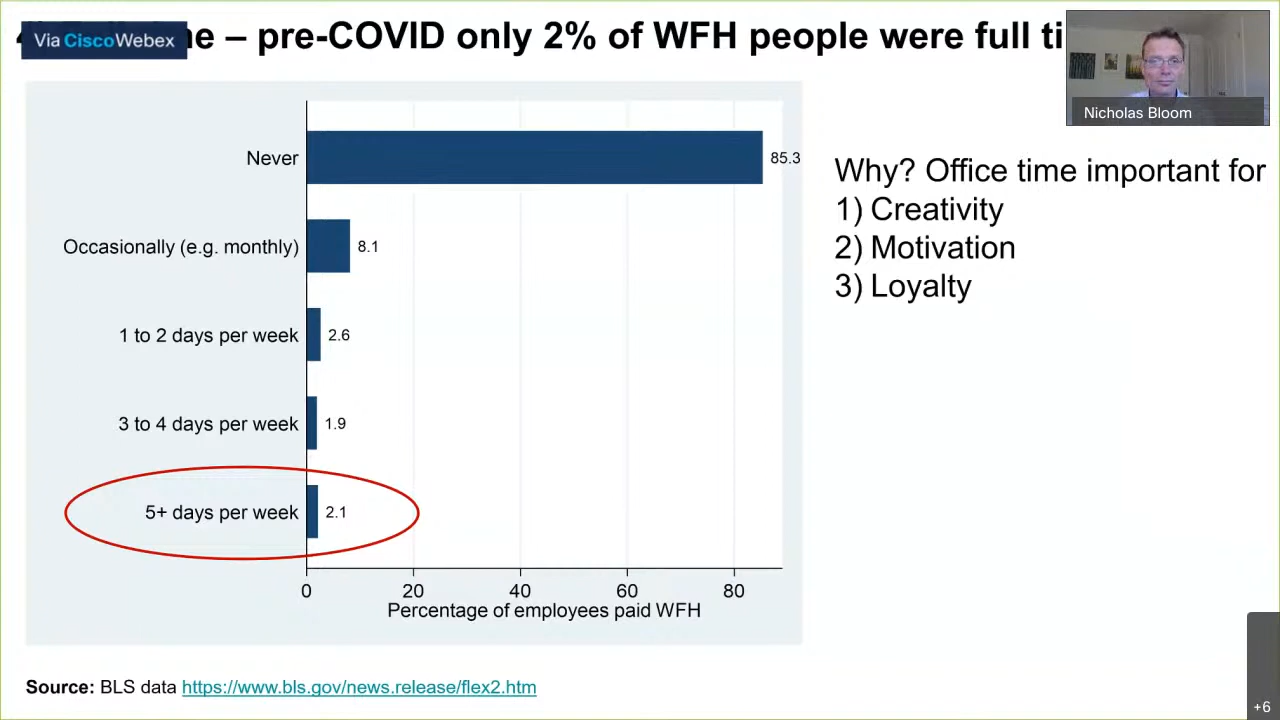 Via Cisco Webex
– pre-COVID only 2% of WFH people were full
Nicholas Bloom
Never
85.3
Occasionally (e.g. monthly)
8.1
1 to 2 days per week
2.6
3 to 4 days per week
1.9
5+ days per week
2.1
0 20 40 60 80
Percentage of employees paid WFH
Why? Office time important for
1) Creativity
2) Motivation
3) Loyalty
Source: BLS data https://www.bls.gov/news.release/flex2.htm
+6